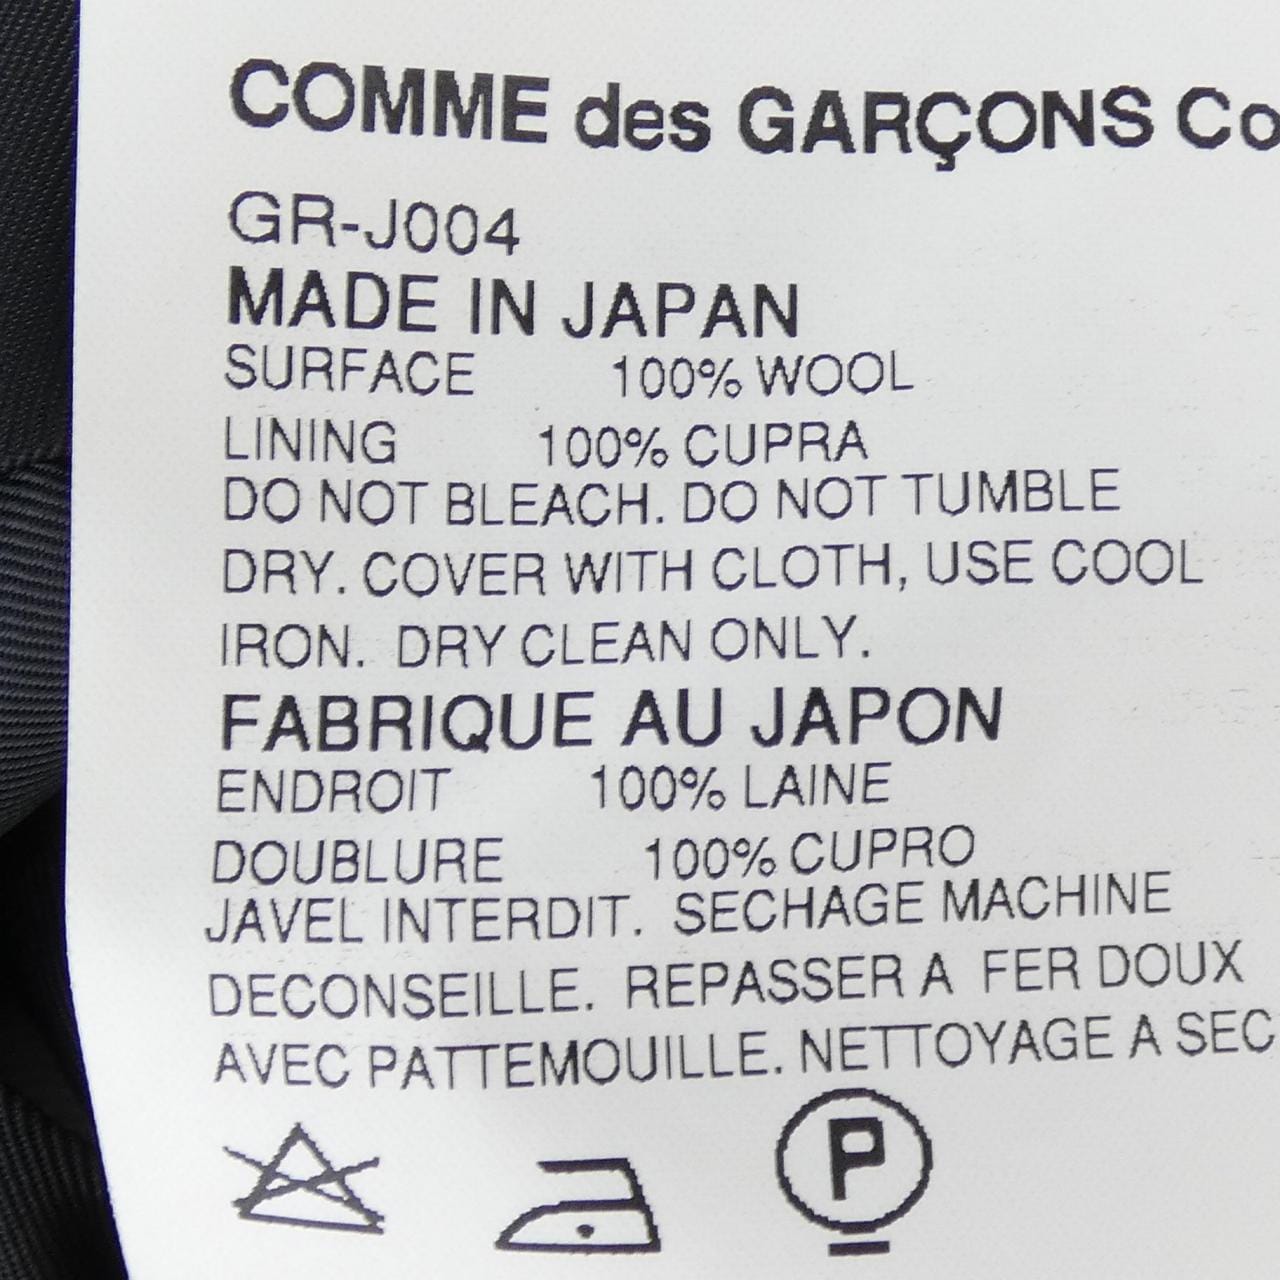 COMME des GARÇONS Co
GR-J004
MADE IN JAPAN
SURFACE 100% WOOL
LINING 100% CUPRA
DO NOT BLEACH. DO NOT TUMBLE
DRY. COVER WITH CLOTH, USE COOL
IRON. DRY CLEAN ONLY.
FABRIQUE AU JAPON
ENDROIT 100% LAINE
DOUBLURE 100% CUPRO
JAVEL INTERDIT. SECHAGE MACHINE
DECONSEILLE. REPASSER A FER DOUX
AVEC PATTEMOUILLE. NETTOYAGE A SEC
P